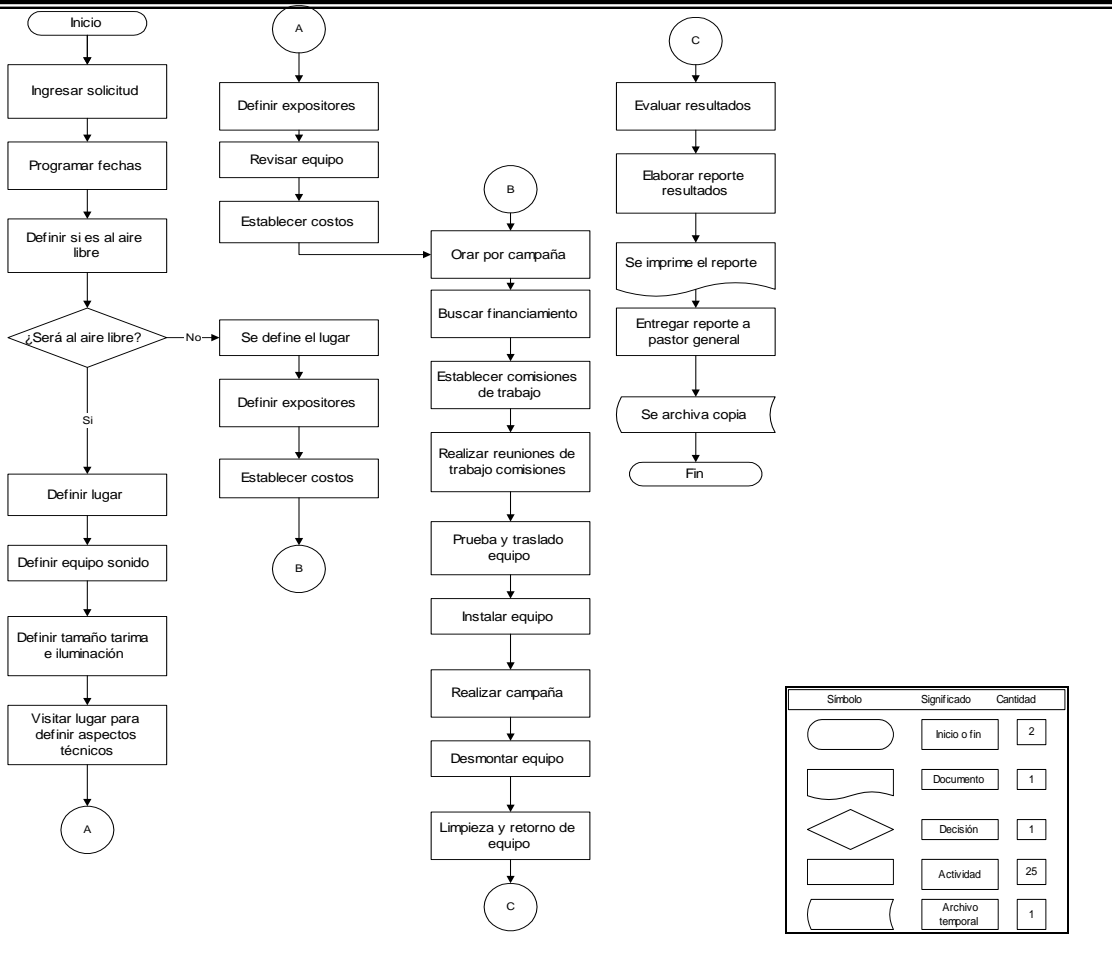 Inicio
Ingresar solicitud
Programar fechas
Definir si es al aire
libre
¿Será al aire libre?
No
Si
Definir lugar
Definir equipo sonido
Definir tamaño tarima
e iluminación
Visitar lugar para
definir aspectos
técnicos
A
A
Definir expositores
Revisar equipo
Establecer costos
Se define el lugar
Definir expositores
Establecer costos
B
B
Orar por campaña
Buscar financiamiento
Establecer comisiones
de trabajo
Realizar reuniones de
trabajo comisiones
Prueba y traslado
equipo
Instalar equipo
Realizar campaña
Desmontar equipo
Limpieza y retorno de
equipo
C
C
Evaluar resultados
Elaborar reporte
resultados
Se imprime el reporte
Entregar reporte a
pastor general
Se archiva copia
Fin
Símbolo Significado Cantidad
Inicio o fin 2
Documento 1
Decisión 1
Actividad 25
Archivo
temporal 1